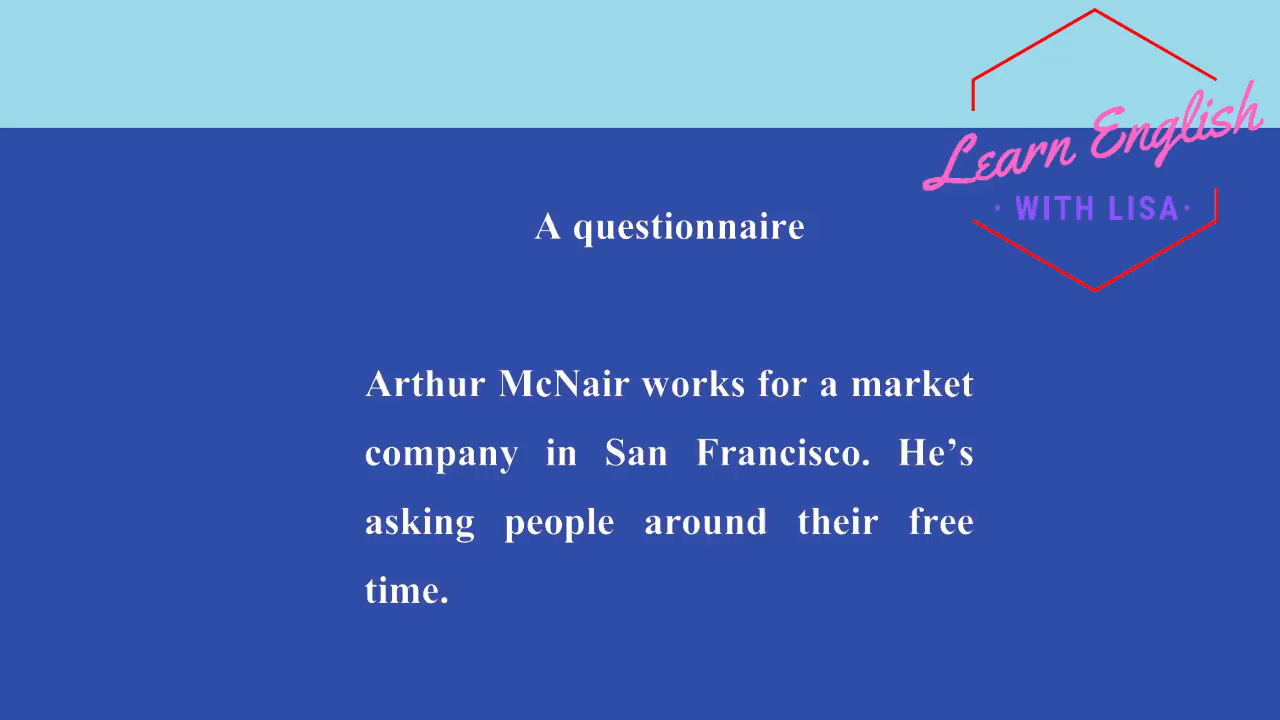 Learn English
· WITH LISA·
A questionnaire
Arthur McNair works for a market
company in San Francisco. He’s
asking people around their free
time.